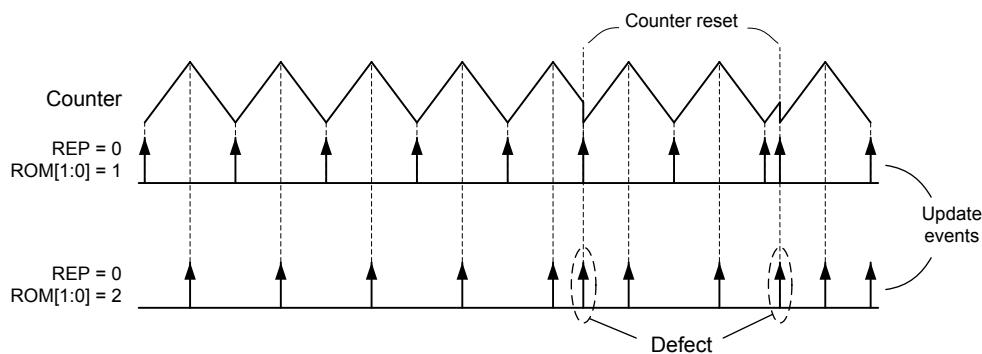 Counter reset
Counter
REP = 0
ROM[1:0] = 1
Update
events
REP = 0
ROM[1:0] = 2
Defect